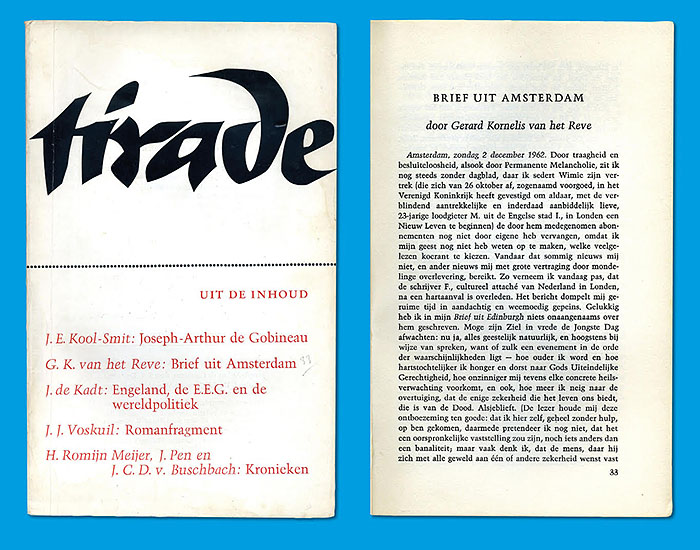 tirade
UIT DE INHOUD
J. E. Kool-Smit: Joseph-Arthur de Gobineau
G. K. van het Reve: Brief uit Amsterdam 33
J. de Kadt: Engeland, de E.E.G. en de
wereldpolitiek
J. J. Voskuil: Romanfragment
H. Romijn Meijer, J. Pen en
J. C. D. v. Buschbach: Kronieken
BRIEF UIT AMSTERDAM
door Gerard Kornelis van het Reve
Amsterdam, zondag 2 december 1962. Door traagheid en
besluiteloosheid, alsook door Permanente Melancholie, zit ik
nog steeds zonder dagblad, daar ik sedert Wimie zijn ver-
trek (die zich van 26 oktober af, zogenaamd voorgoed, in het
Verenigd Koninkrijk heeft gevestigd om aldaar, met de ver-
blindend aantrekkelijke en inderdaad aanbiddelijk lieve,
23-jarige loodgieter M. uit de Engelse stad I., in Londen een
Nieuw Leven te beginnen) de door hem medegenomen abon-
nementen nog niet door eigene heb vervangen, omdat ik
mijn geest nog niet heb weten op te maken, welke veelge-
lezen koerant te kiezen. Vandaar dat sommig nieuws mij
niet, en ander nieuws mij met grote vertraging door monde-
linge overlevering, bereikt. Zo verneem ik vandaag pas, dat
de schrijver F., cultureel attaché van Nederland in Londen,
na een hartaanval is overleden. Het bericht dompelt mij ge-
ruime tijd in aandachtig en weemoedig gepeins. Gelukkig
heb ik in mijn Brief uit Edinburgh niets onaangenaams over
hem geschreven. Moge zijn Ziel in vrede de Jongste Dag
afwachten: nu ja, alles geestelijk natuurlijk, en hoogstens bij
wijze van spreken, want of zulk een evenement in de orde
der waarschijnlijkheden ligt — hoe ouder ik word en hoe
hartstochtelijker ik honger en dorst naar Gods Uiteindelijke
Gerechtigheid, hoe onzinniger mij tevens elke concrete heils-
verwachting voorkomt, en ook, hoe meer ik neig naar de
overtuiging, dat de enige zekerheid die het leven ons biedt,
die is van de Dood. Alsjeblieft. (De lezer houde mij deze
ontboezeming ten goede: dat ik hier zelf, geheel zonder hulp,
op ben gekomen, daarmede pretendeer ik nog niet, dat het
een oorspronkelijke vaststelling zou zijn, noch iets anders dan
een banaliteit; maar vaak denk ik, dat de mens, daar hij
zich met alle geweld aan één of andere zekerheid wenst vast
33